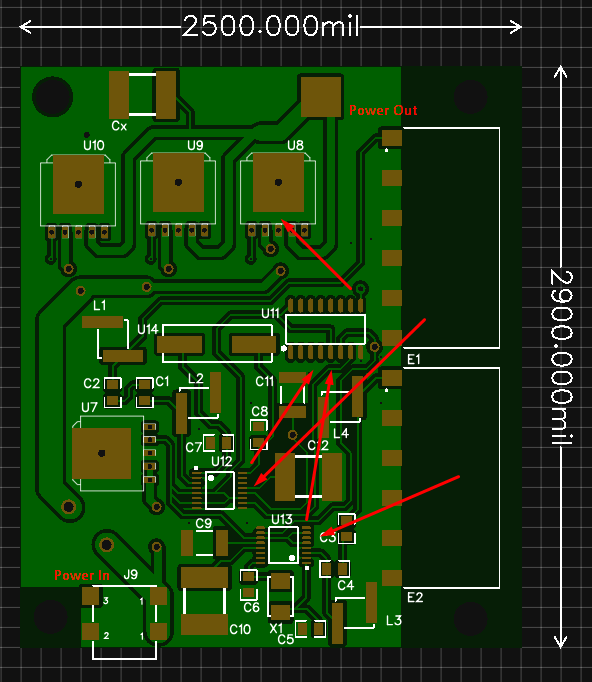 2500.000mil
Power Out
Cx
U10
U9
U8
2900.000mil
L1
U14
U11
E1
C2
C1
L2
C11
U7
C8
L4
C7
C12
U12
U13
C9
C3
C4
Power In
J9
C6
E2
3
1
X1
L3
2
1
C10
C5